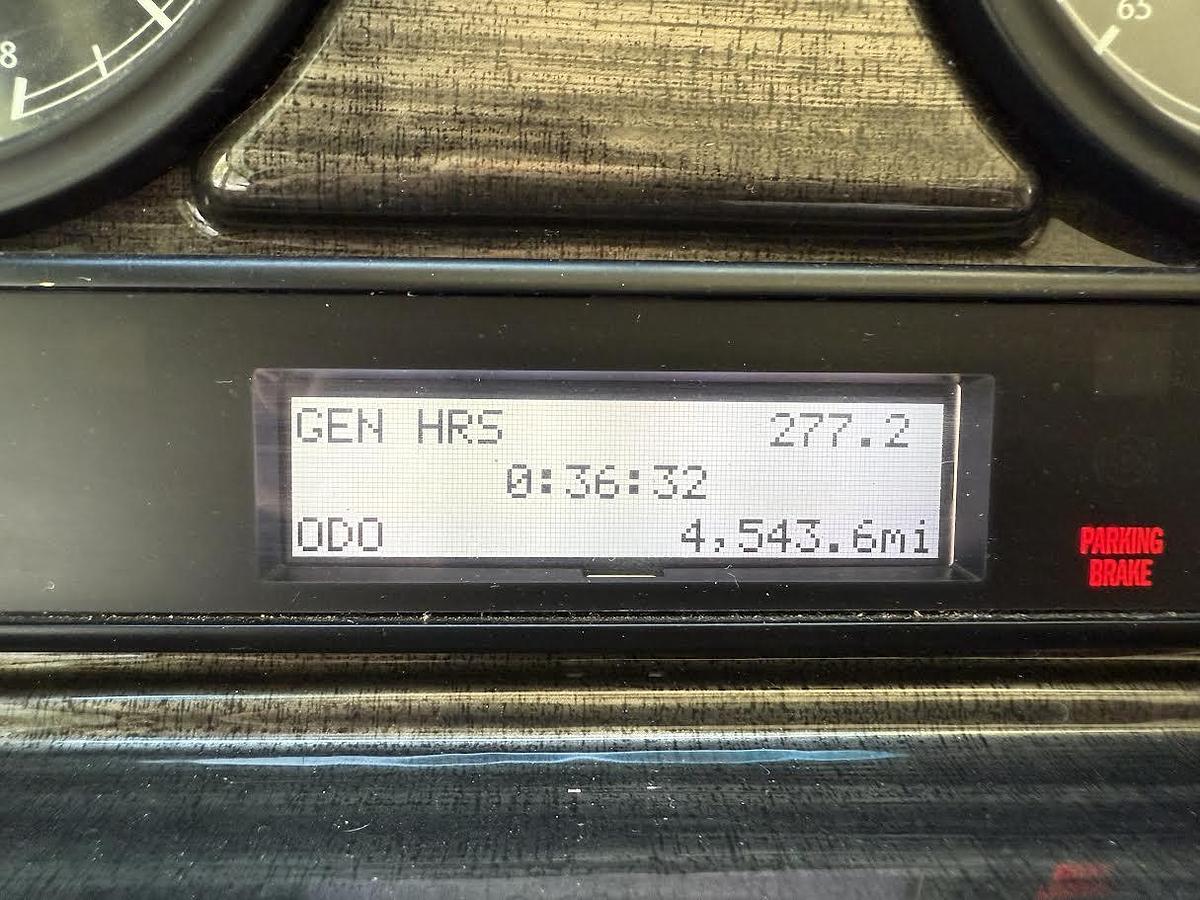 8
65
GEN HRS 277.2
0:36:32
ODO 4,543.6mi
PARKING
BRAKE